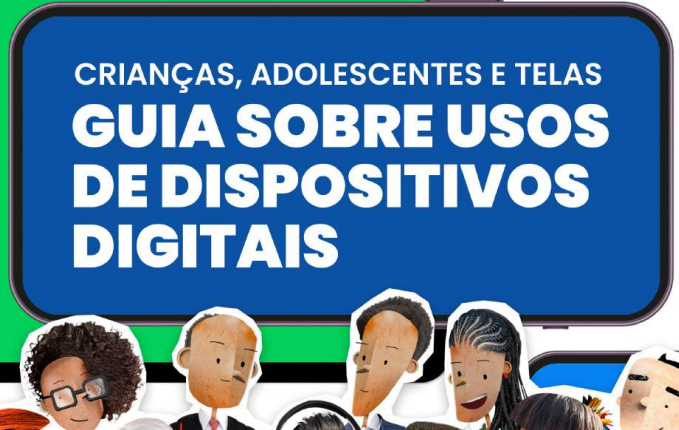 CRIANÇAS, ADOLESCENTES E TELAS
GUIA SOBRE USOS
DE DISPOSITIVOS
DIGITAIS